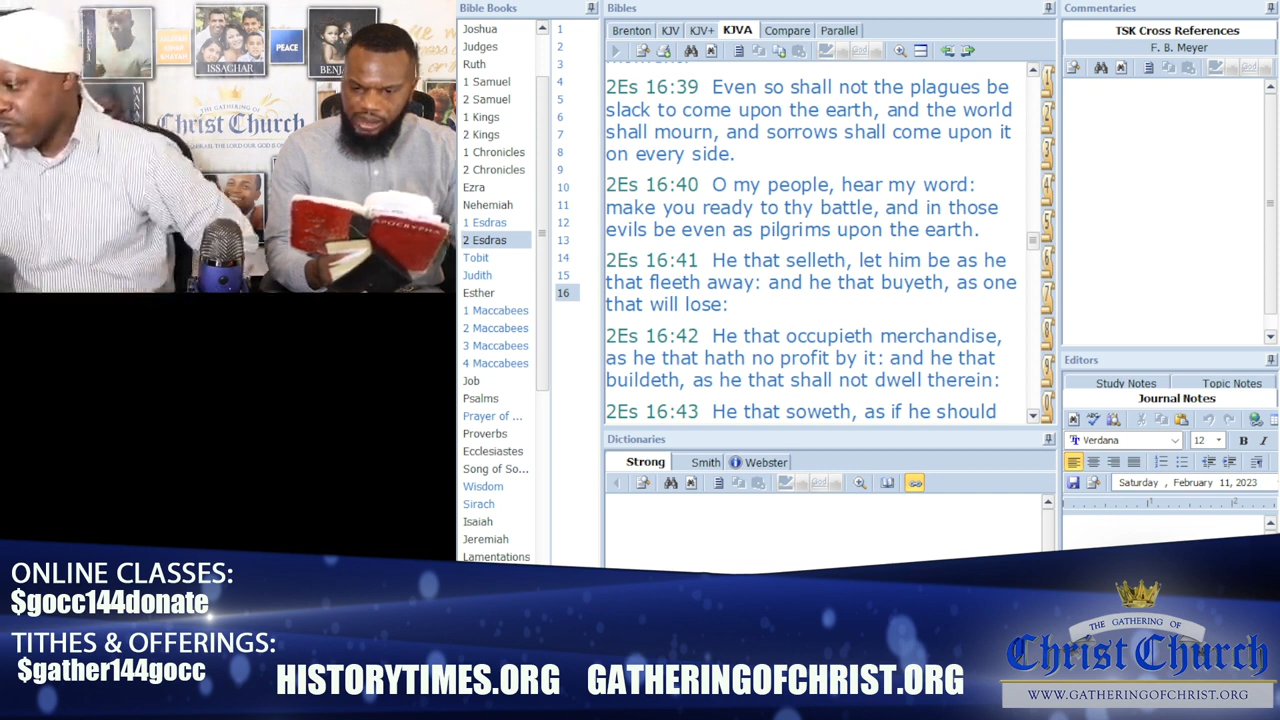 ISSACHAR
PEACE
BENJ
THE GATHERING OF
Christ Church
APOCRYPHA
Bible Books
Joshua
Judges
Ruth
1 Samuel
2 Samuel
1 Kings
2 Kings
1 Chronicles
2 Chronicles
Ezra
Nehemiah
1 Esdras
2 Esdras
Tobit
Judith
Esther
1 Maccabees
2 Maccabees
3 Maccabees
4 Maccabees
Job
Psalms
Prayer of ...
Proverbs
Ecclesiastes
Song of So...
Wisdom
Sirach
Isaiah
Jeremiah
Lamentations
1
2
3
4
5
6
7
8
9
10
11
12
13
14
15
16
Bibles
Brenton KJV KJV+ KJVA Compare Parallel
2Es 16:39 Even so shall not the plagues be
slack to come upon the earth, and the world
shall mourn, and sorrows shall come upon it
on every side.
2Es 16:40 O my people, hear my word:
make you ready to thy battle, and in those
evils be even as pilgrims upon the earth.
2Es 16:41 He that selleth, let him be as he
that fleeth away: and he that buyeth, as one
that will lose:
2Es 16:42 He that occupieth merchandise,
as he that hath no profit by it: and he that
buildeth, as he that shall not dwell therein:
2Es 16:43 He that soweth, as if he should
Dictionaries
Strong Smith Webster
Commentaries
TSK Cross References
F. B. Meyer
Editors
Study Notes Topic Notes
Journal Notes
Verdana 12 B I
Saturday , February 11, 2023
ONLINE CLASSES:
$gocc144donate
TITHES & OFFERINGS:
$gather144gocc
HISTORYTIMES.ORG GATHERINGOFCHRIST.ORG
THE GATHERING OF
Christ Church
WWW.GATHERINGOFCHRIST.ORG